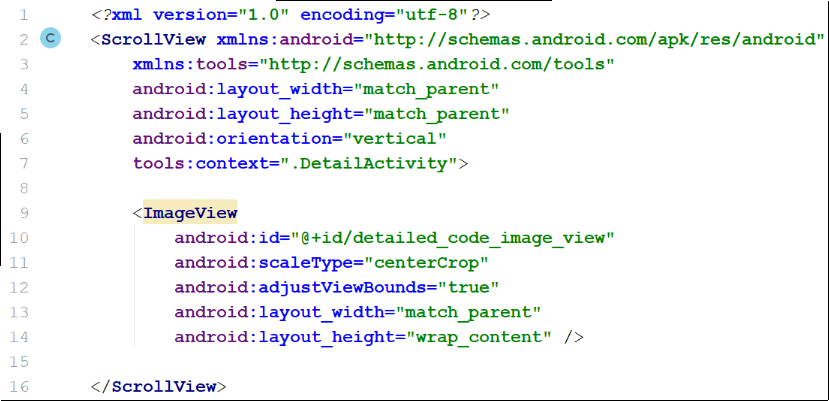 1 <?xml version="1.0" encoding="utf-8"?>
2 C <ScrollView xmlns:android="http://schemas.android.com/apk/res/android"
3 xmlns:tools="http://schemas.android.com/tools"
4 android:layout_width="match_parent"
5 android:layout_height="match_parent"
6 android:orientation="vertical"
7 tools:context=".DetailActivity">
8
9 <ImageView
10 android:id="@+id/detailed_code_image_view"
11 android:scaleType="centerCrop"
12 android:adjustViewBounds="true"
13 android:layout_width="match_parent"
14 android:layout_height="wrap_content" />
15
16 </ScrollView>